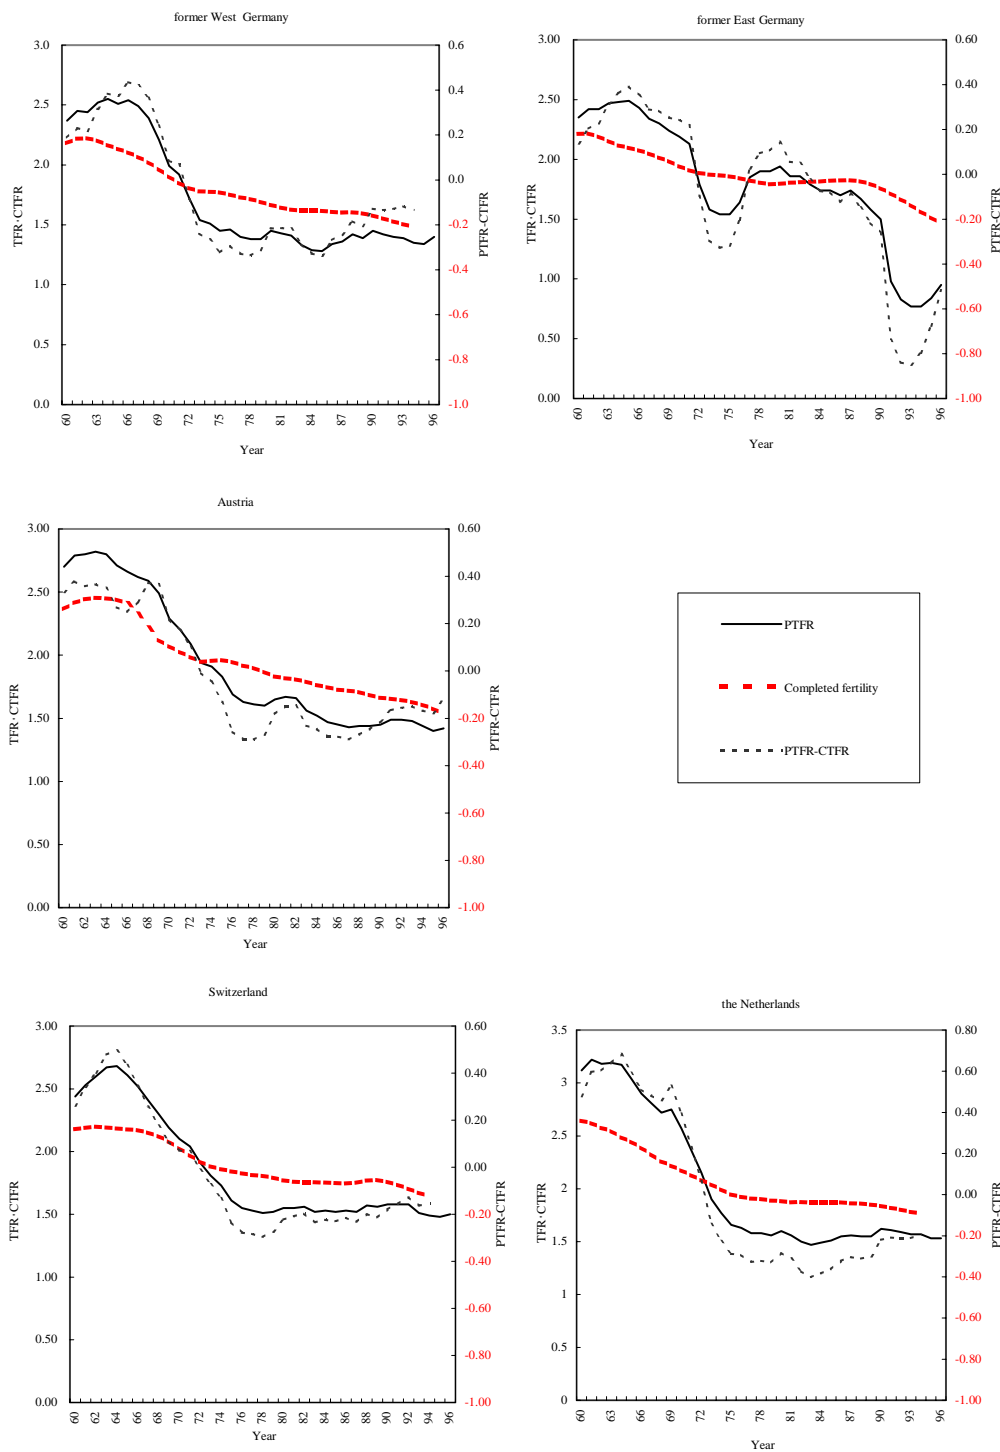 former West Germany
3.0
2.5
2.0
1.5
1.0
0.5
0.0
TFR·CTFR
0.6
0.4
0.2
0.0
-0.2
-0.4
-0.6
-0.8
-1.0
PTFR-CTFR
60 63 66 69 72 75 78 81 84 87 90 93 96
Year
former East Germany
3.00
2.50
2.00
1.50
1.00
0.50
0.00
TFR·CTFR
0.60
0.40
0.20
0.00
-0.20
-0.40
-0.60
-0.80
-1.00
PTFR-CTFR
60 63 66 69 72 75 78 81 84 87 90 93 96
Year
Austria
3.00
2.50
2.00
1.50
1.00
0.50
0.00
TFR·CTFR
0.60
0.40
0.20
0.00
-0.20
-0.40
-0.60
-0.80
-1.00
PTFR-CTFR
60 62 64 66 68 70 72 74 76 78 80 82 84 86 88 90 92 94 96
Year
PTFR
Completed fertility
PTFR-CTFR
Switzerland
3.00
2.50
2.00
1.50
1.00
0.50
0.00
TFR·CTFR
0.60
0.40
0.20
0.00
-0.20
-0.40
-0.60
-0.80
-1.00
PTFR-CTFR
60 62 64 66 68 70 72 74 76 78 80 82 84 86 88 90 92 94 96
Year
the Netherlands
3.5
3
2.5
2
1.5
1
0.5
0
TFR·CTFR
0.80
0.60
0.40
0.20
0.00
-0.20
-0.40
-0.60
-0.80
-1.00
PTFR-CTFR
60 63 66 69 72 75 78 81 84 87 90 93 96
Year